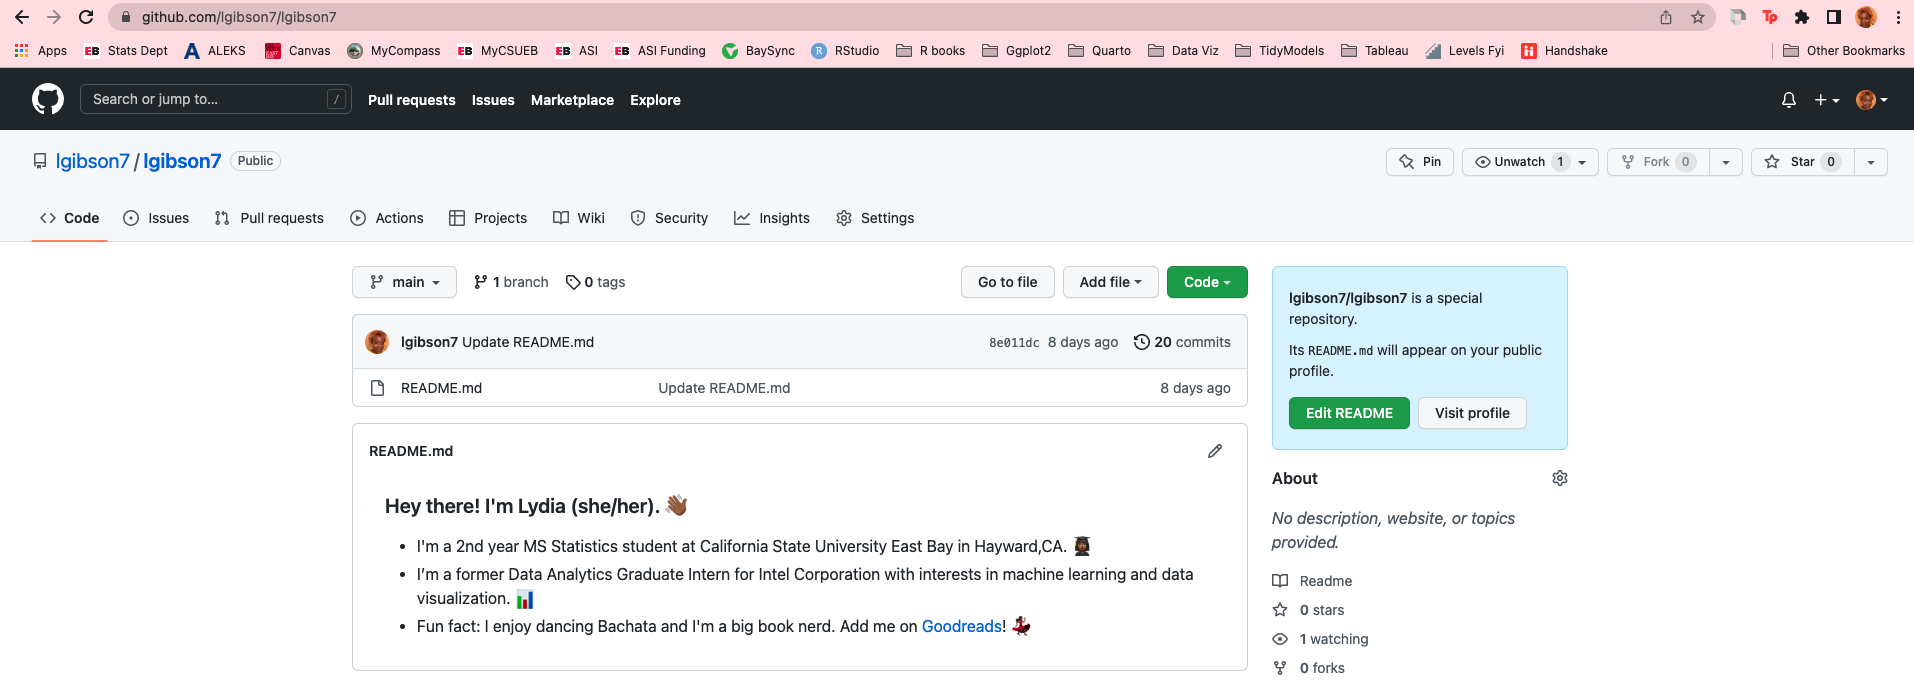 github.com/lgibson7/lgibson7
Apps EB Stats Dept ALEKS Canvas MyCompass EB MyCSUEB EB ASI EB ASI Funding BaySync R RStudio R books Ggplot2 Quarto Data Viz TidyModels Tableau Levels Fyi Handshake Other Bookmarks
Search or jump to... / Pull requests Issues Marketplace Explore
lgibson7 / lgibson7 Public
Pin Unwatch 1 Fork 0 Star 0
Code Issues Pull requests Actions Projects Wiki Security Insights Settings
main 1 branch 0 tags Go to file Add file Code
lgibson7 Update README.md 8e011dc 8 days ago 20 commits
README.md Update README.md 8 days ago
README.md
Hey there! I'm Lydia (she/her). 👋🏾
• I'm a 2nd year MS Statistics student at California State University East Bay in Hayward,CA. 👩🏾‍🎓
• I’m a former Data Analytics Graduate Intern for Intel Corporation with interests in machine learning and data
visualization. 📊
• Fun fact: I enjoy dancing Bachata and I'm a big book nerd. Add me on Goodreads! 💃🏾
lgibson7/lgibson7 is a special
repository.
Its README.md will appear on your public
profile.
Edit README Visit profile
About
No description, website, or topics
provided.
Readme
0 stars
1 watching
0 forks